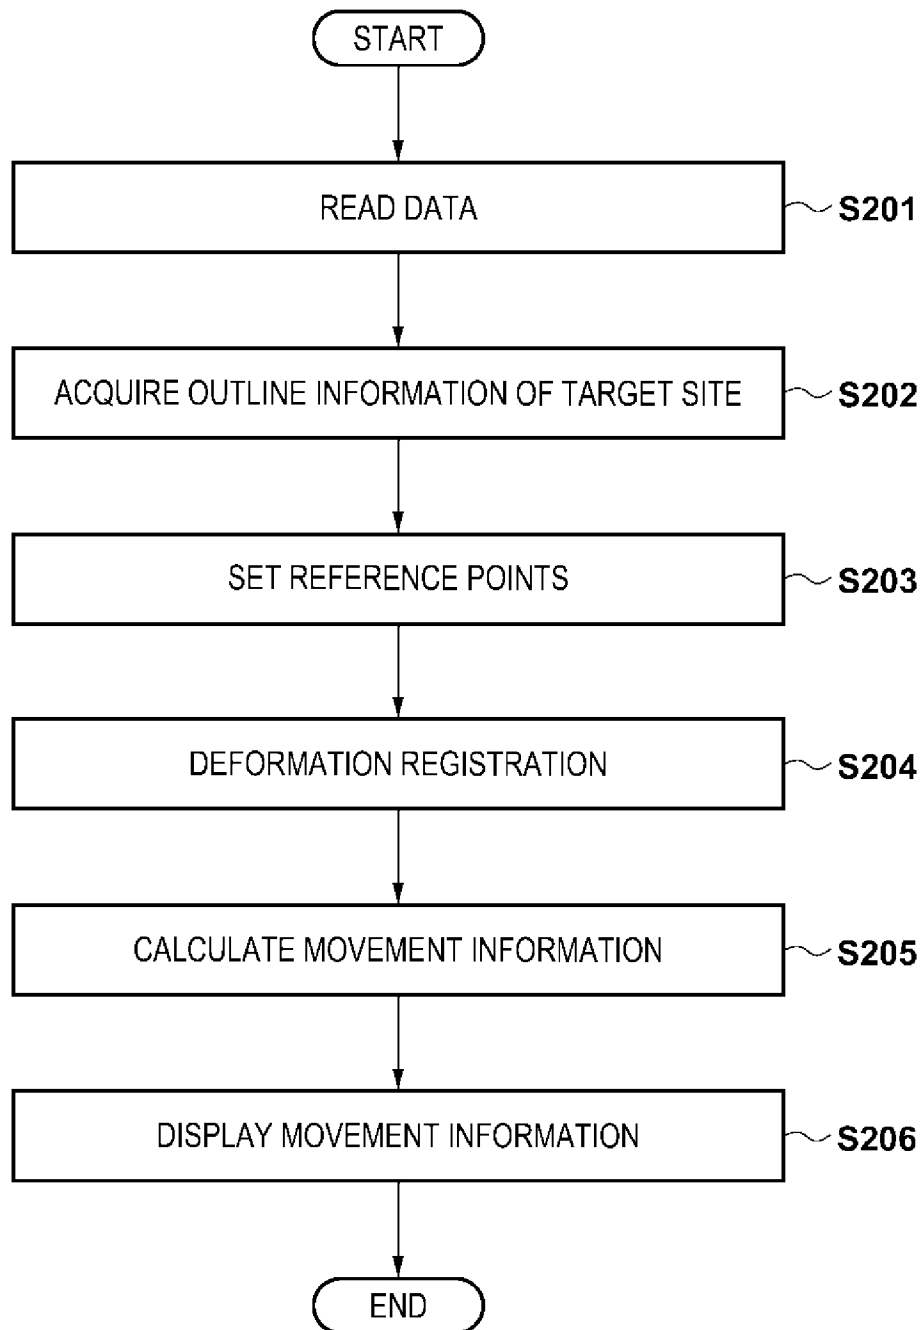 START
READ DATA
S201
ACQUIRE OUTLINE INFORMATION OF TARGET SITE
S202
SET REFERENCE POINTS
S203
DEFORMATION REGISTRATION
S204
CALCULATE MOVEMENT INFORMATION
S205
DISPLAY MOVEMENT INFORMATION
S206
END